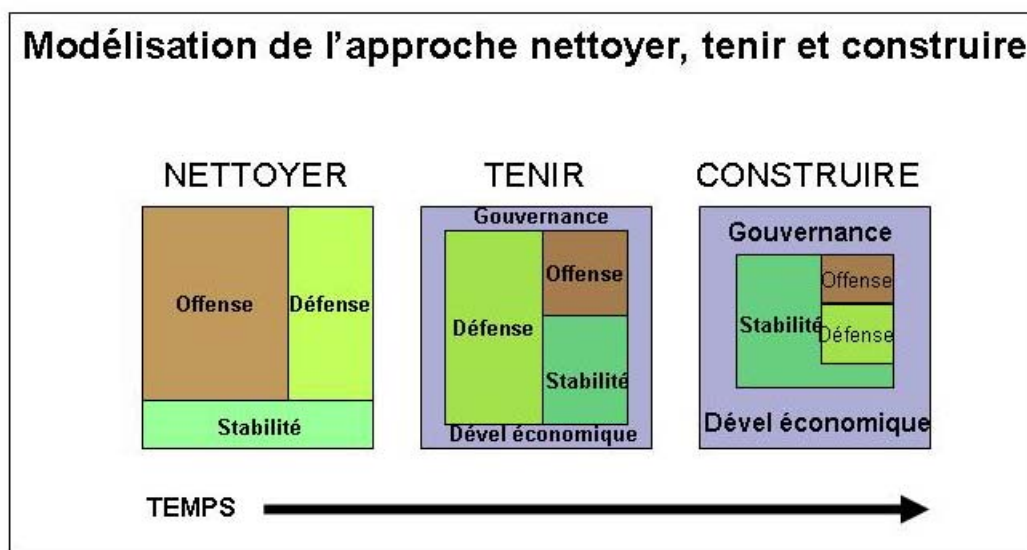 Modélisation de l'approche nettoyer, tenir et construire
NETTOYER
TENIR
CONSTRUIRE
Offense
Défense
Stabilité
Gouvernance
Défense
Offense
Stabilité
Dével économique
Gouvernance
Stabilité
Offense
Défense
Dével économique
TEMPS